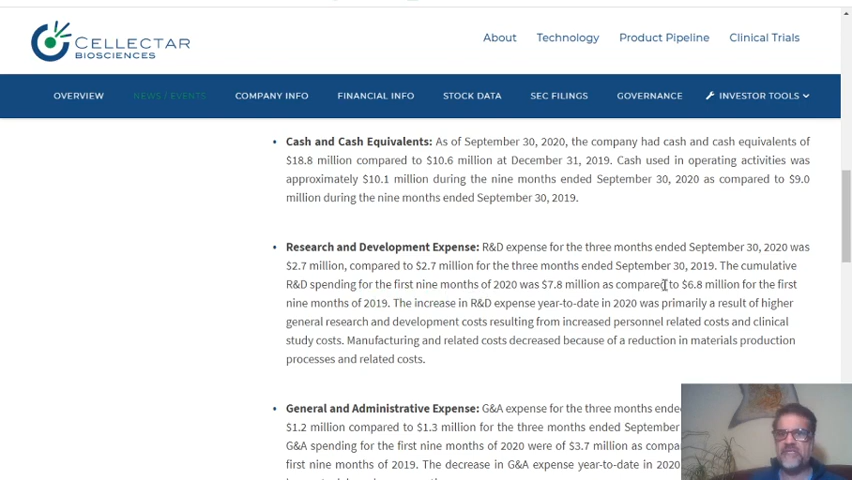 CELLECTAR
BIOSCIENCES
About Technology Product Pipeline Clinical Trials
OVERVIEW NEWS / EVENTS COMPANY INFO FINANCIAL INFO STOCK DATA SEC FILINGS GOVERNANCE INVESTOR TOOLS
• Cash and Cash Equivalents: As of September 30, 2020, the company had cash and cash equivalents of
$18.8 million compared to $10.6 million at December 31, 2019. Cash used in operating activities was
approximately $10.1 million during the nine months ended September 30, 2020 as compared to $9.0
million during the nine months ended September 30, 2019.
• Research and Development Expense: R&D expense for the three months ended September 30, 2020 was
$2.7 million, compared to $2.7 million for the three months ended September 30, 2019. The cumulative
R&D spending for the first nine months of 2020 was $7.8 million as compared to $6.8 million for the first
nine months of 2019. The increase in R&D expense year-to-date in 2020 was primarily a result of higher
general research and development costs resulting from increased personnel related costs and clinical
study costs. Manufacturing and related costs decreased because of a reduction in materials production
processes and related costs.
• General and Administrative Expense: G&A expense for the three months ended
$1.2 million compared to $1.3 million for the three months ended September
G&A spending for the first nine months of 2020 were of $3.7 million as
first nine months of 2019. The decrease in G&A expense year-to-date in 2020